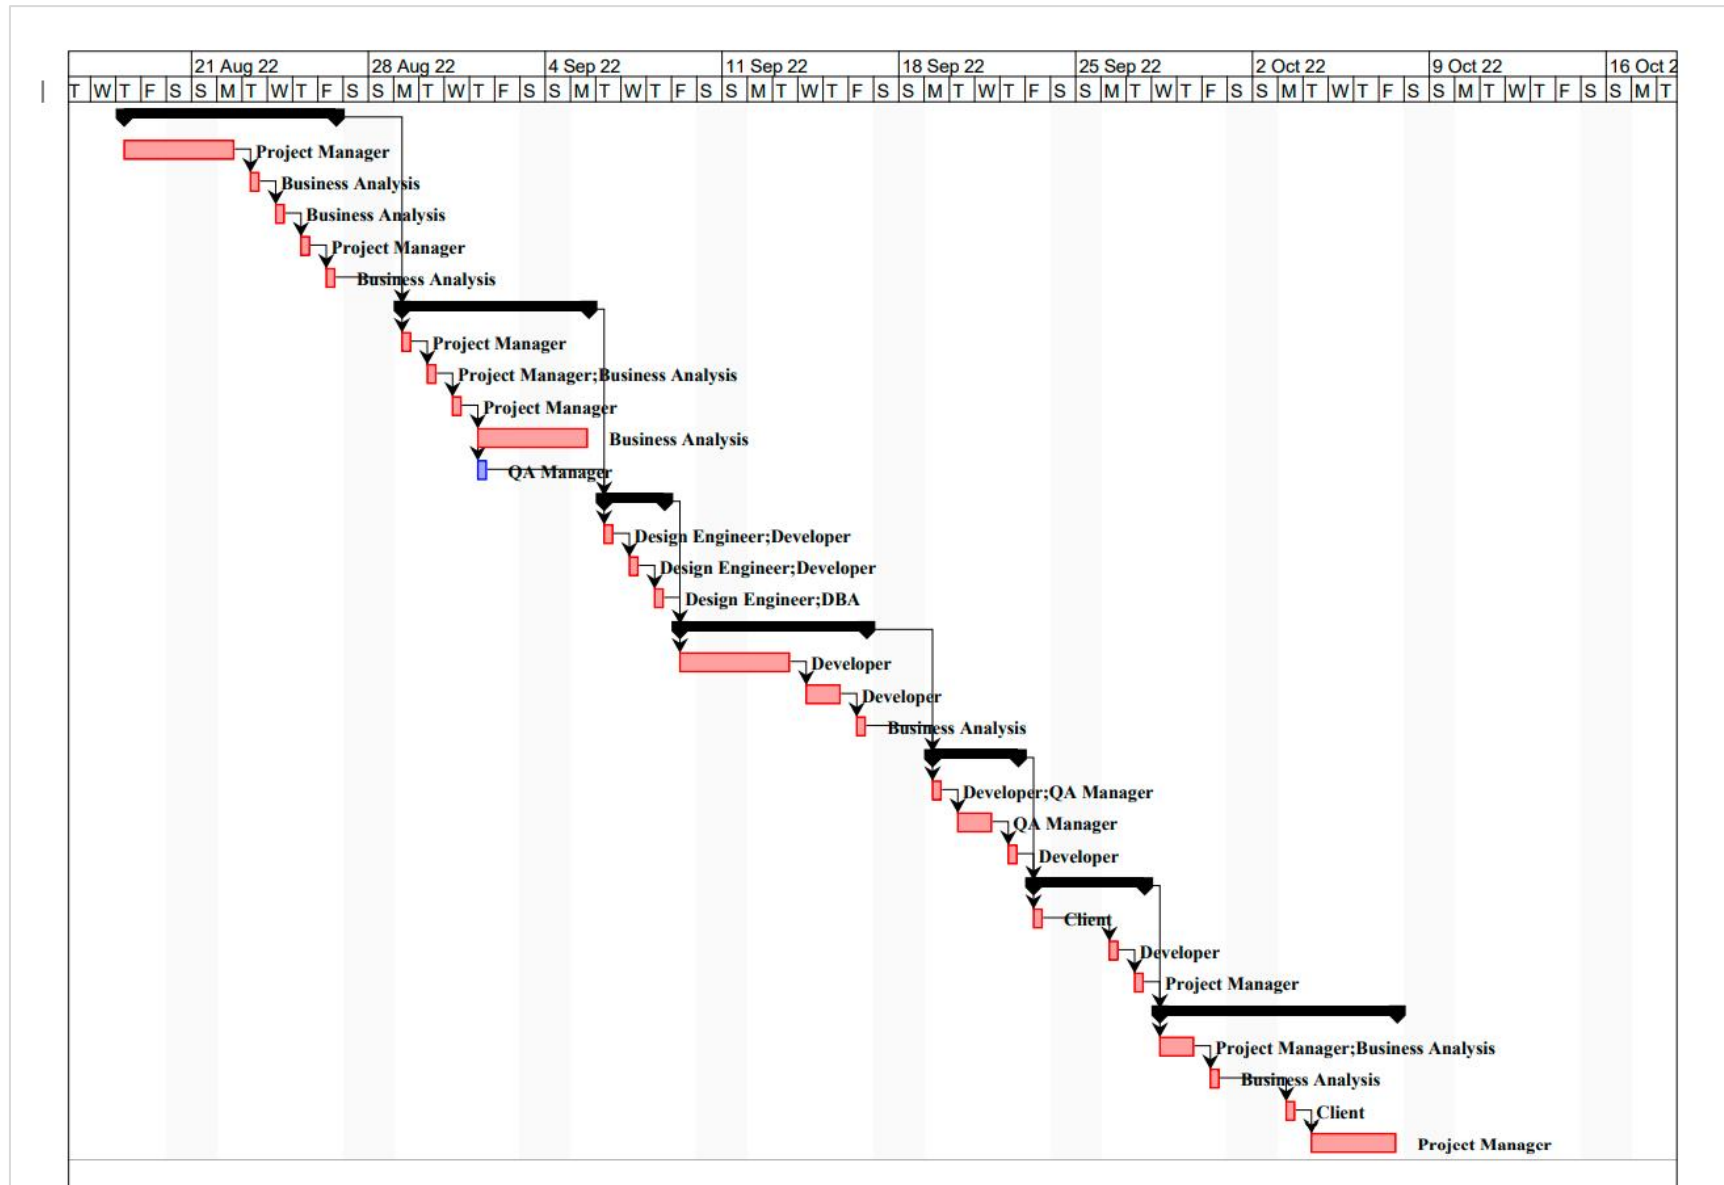 21 Aug 22 28 Aug 22 4 Sep 22 11 Sep 22 18 Sep 22 25 Sep 22 2 Oct 22 9 Oct 22 16 Oct 2
T W T F S S M T W T F S S M T W T F S S M T W T F S S M T W T F S S M T W T F S S M T W T F S S M T W T F S S M T W T F S S M T
Project Manager
Business Analysis
Business Analysis
Project Manager
Business Analysis
Project Manager
Project Manager;Business Analysis
Project Manager
Business Analysis
QA Manager
Design Engineer;Developer
Design Engineer;Developer
Design Engineer;DBA
Developer
Developer
Business Analysis
Developer;QA Manager
QA Manager
Developer
Client
Developer
Project Manager
Project Manager;Business Analysis
Business Analysis
Client
Project Manager